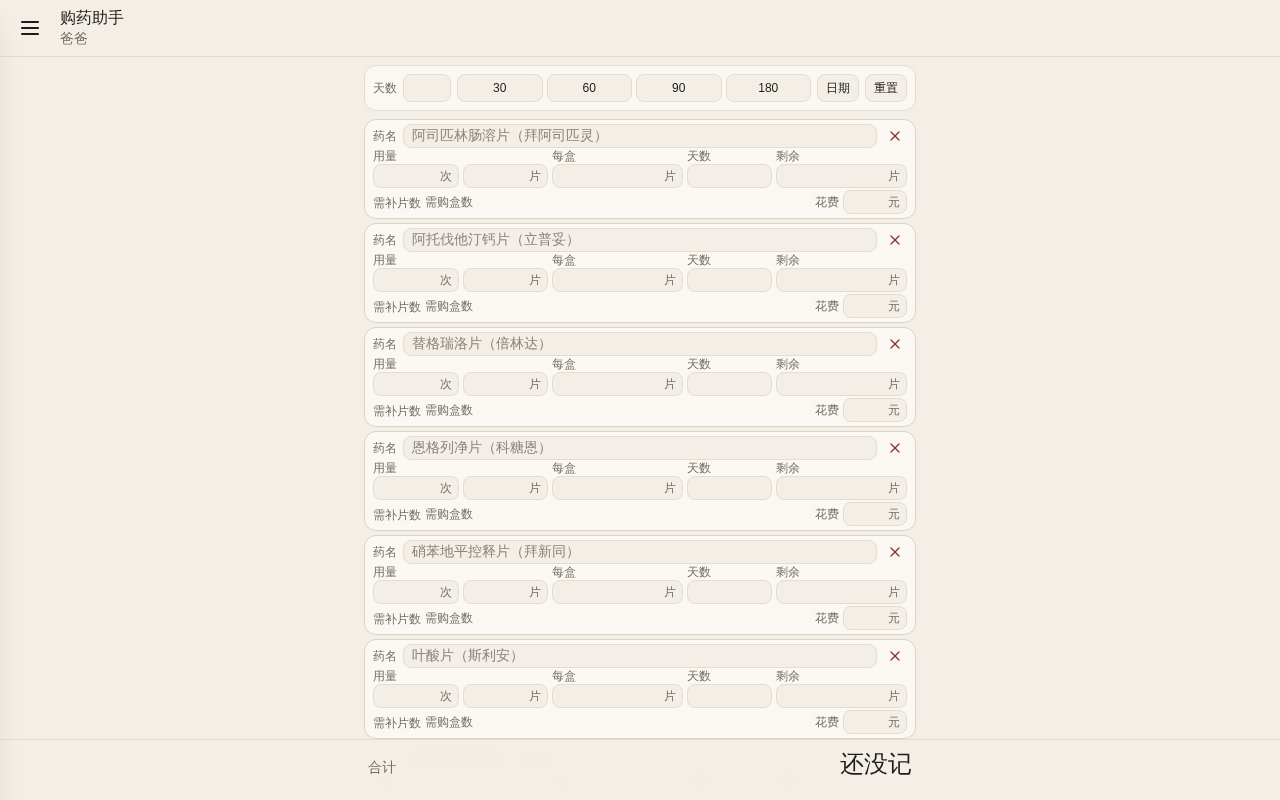 购药助手
爸爸
天数 30 60 90 180 日期 重置
药名 阿司匹林肠溶片（拜阿司匹灵）
用量 每盒 天数 剩余
次 片 片 片
需补片数 需购盒数 花费 元
药名 阿托伐他汀钙片（立普妥）
用量 每盒 天数 剩余
次 片 片 片
需补片数 需购盒数 花费 元
药名 替格瑞洛片（倍林达）
用量 每盒 天数 剩余
次 片 片 片
需补片数 需购盒数 花费 元
药名 恩格列净片（科糖恩）
用量 每盒 天数 剩余
次 片 片 片
需补片数 需购盒数 花费 元
药名 硝苯地平控释片（拜新同）
用量 每盒 天数 剩余
次 片 片 片
需补片数 需购盒数 花费 元
药名 叶酸片（斯利安）
用量 每盒 天数 剩余
次 片 片 片
需补片数 需购盒数 花费 元
合计 还没记